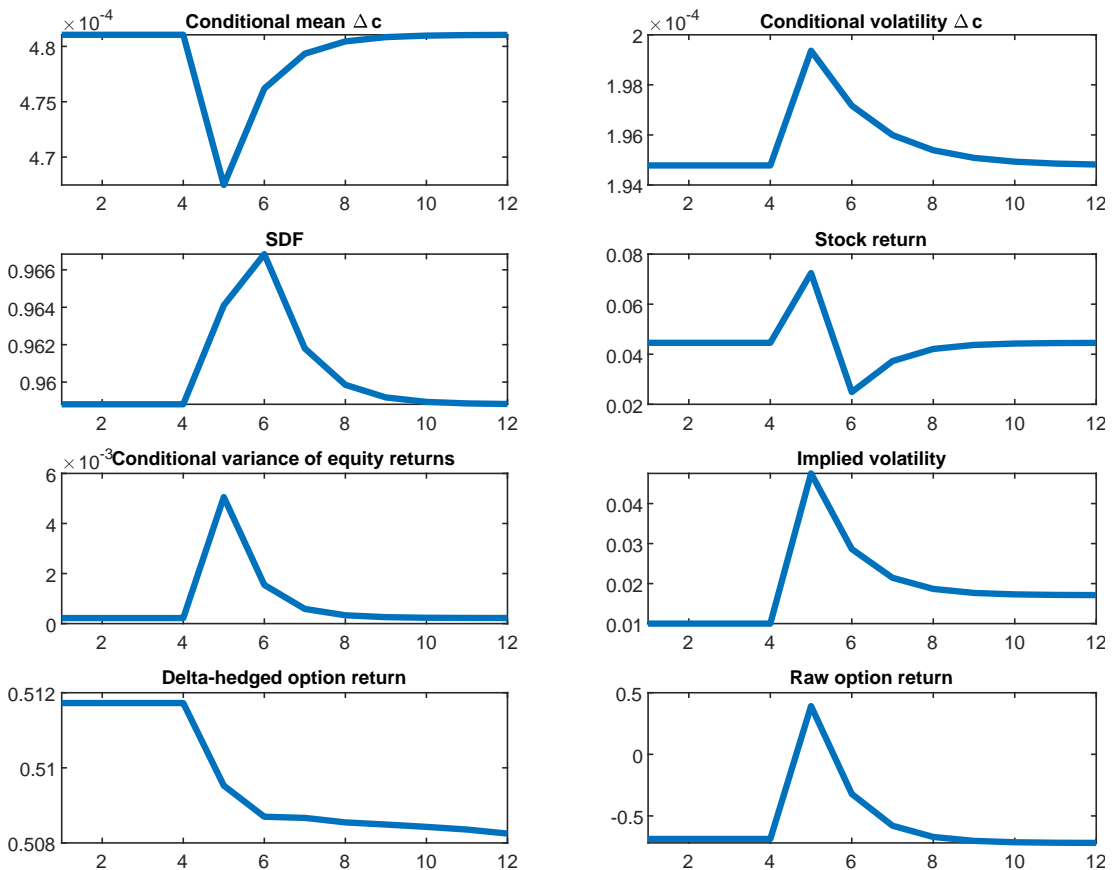 ×10-4 Conditional mean Δ c
4.8
4.75
4.7
2 4 6 8 10 12
×10-4 Conditional volatility Δ c
2
1.98
1.96
1.94
2 4 6 8 10 12
SDF
0.966
0.964
0.962
0.96
2 4 6 8 10 12
Stock return
0.08
0.06
0.04
0.02
2 4 6 8 10 12
×10-3 Conditional variance of equity returns
6
4
2
0
2 4 6 8 10 12
Implied volatility
0.04
0.03
0.02
0.01
2 4 6 8 10 12
Delta-hedged option return
0.512
0.51
0.508
2 4 6 8 10 12
Raw option return
0.5
0
-0.5
2 4 6 8 10 12